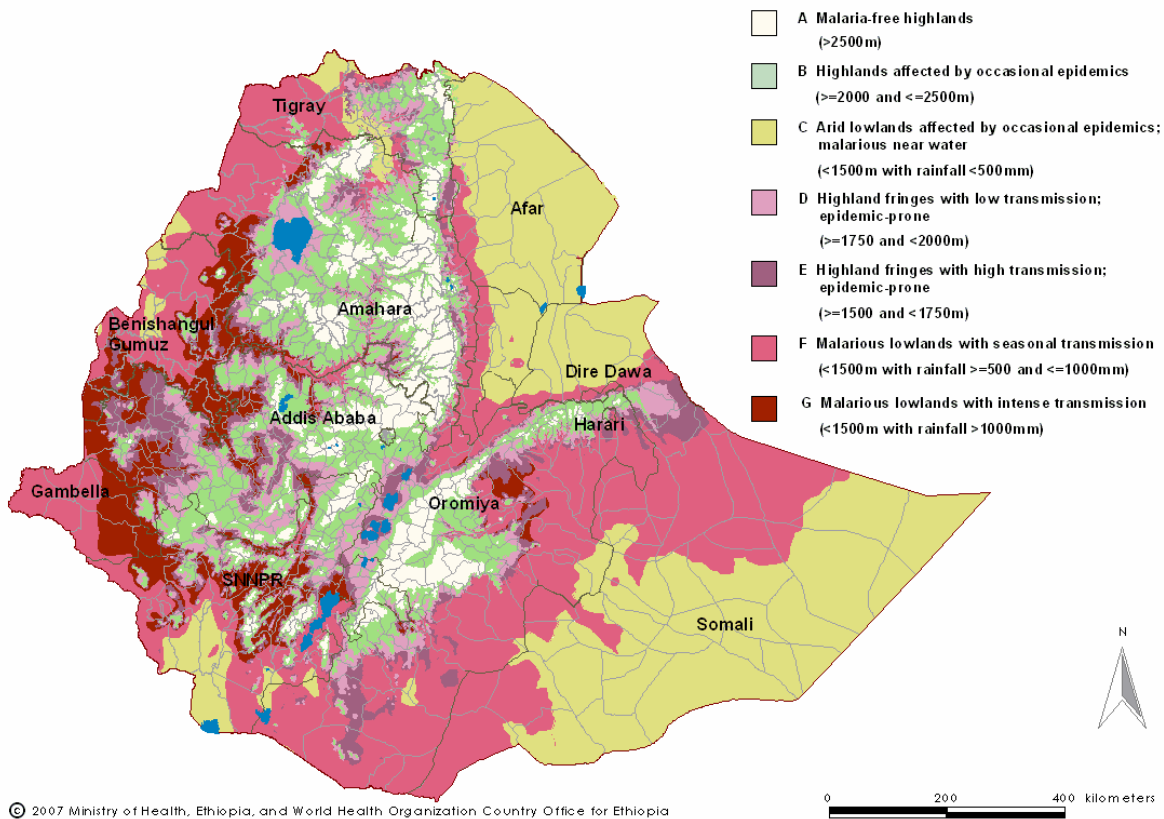 A Malaria-free highlands
(>2500m)
B Highlands affected by occasional epidemics
(>=2000 and <=2500m)
C Arid lowlands affected by occasional epidemics;
malarious near water
(<1500m with rainfall <500mm)
D Highland fringes with low transmission;
epidemic-prone
(>=1750 and <2000m)
E Highland fringes with high transmission;
epidemic-prone
(>=1500 and <1750m)
F Malarious lowlands with seasonal transmission
(<1500m with rainfall >=500 and <=1000mm)
G Malarious lowlands with intense transmission
(<1500m with rainfall >1000mm)
Tigray
Afar
Amahara
Benishangul
Gumuz
Dire Dawa
Addis Ababa
Harari
Gambella
Oromiya
SNNPR
Somali
N
0 200 400 kilometers
© 2007 Ministry of Health, Ethiopia, and World Health Organization Country Office for Ethiopia